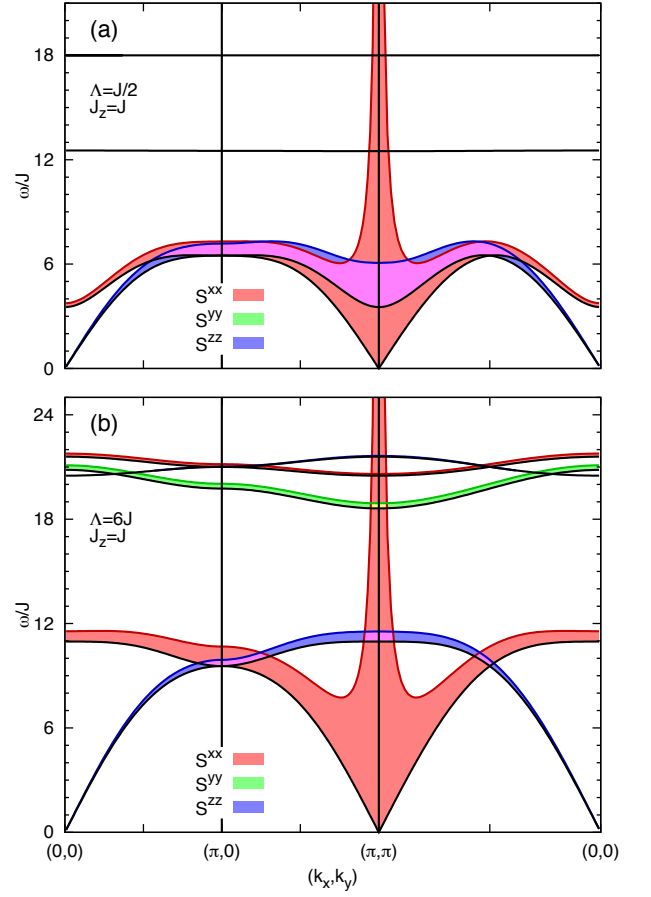 (a)
18
Λ=J/2
J_z=J
12
ω/J
6
S^xx
S^yy
S^zz
0
(b)
24
18
Λ=6J
J_z=J
12
ω/J
6
S^xx
S^yy
S^zz
0
(0,0) (π,0) (π,π) (0,0)
(k_x,k_y)